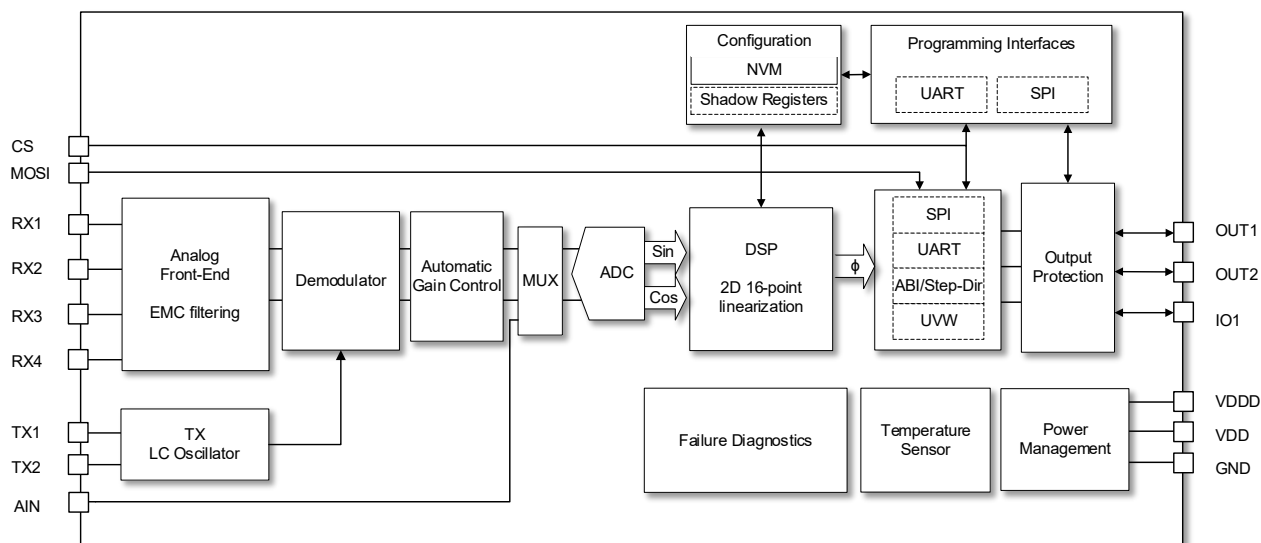 Configuration
NVM
Shadow Registers
Programming Interfaces
UART
SPI
CS
MOSI
RX1
RX2
RX3
RX4
TX1
TX2
AIN
Analog
Front-End
EMC filtering
Demodulator
Automatic
Gain Control
MUX
ADC
Sin
Cos
DSP
2D 16-point
linearization
ϕ
SPI
UART
ABI/Step-Dir
UVW
Output
Protection
OUT1
OUT2
IO1
TX
LC Oscillator
Failure Diagnostics
Temperature
Sensor
Power
Management
VDDD
VDD
GND